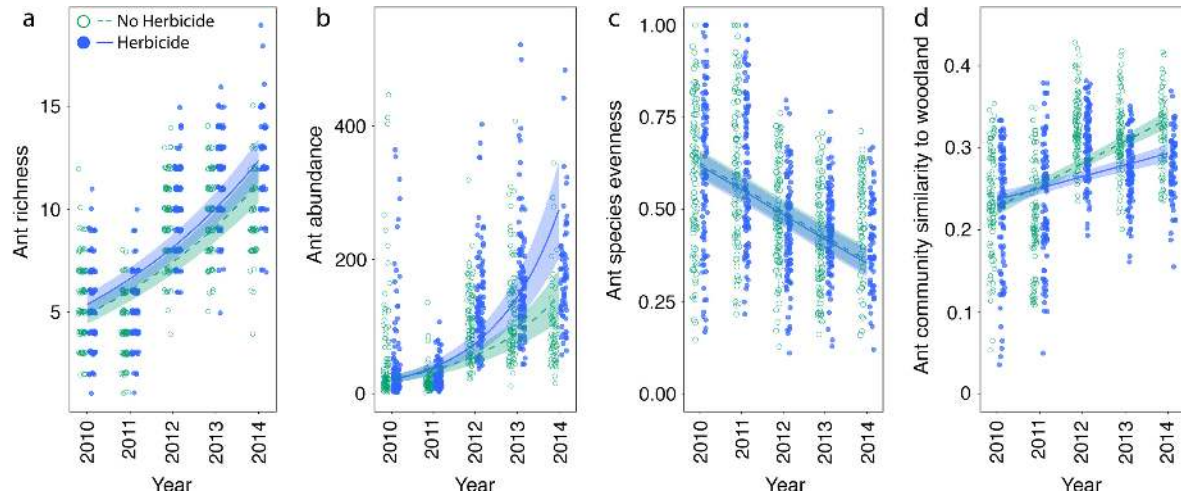 a
No Herbicide
Herbicide
Ant richness
15
10
5
2010
2011
2012
2013
2014
Year
b
Ant abundance
400
200
0
2010
2011
2012
2013
2014
Year
c
Ant species evenness
1.00
0.75
0.50
0.25
0.00
2010
2011
2012
2013
2014
Year
d
Ant community similarity to woodland
0.4
0.3
0.2
0.1
0
2010
2011
2012
2013
2014
Year